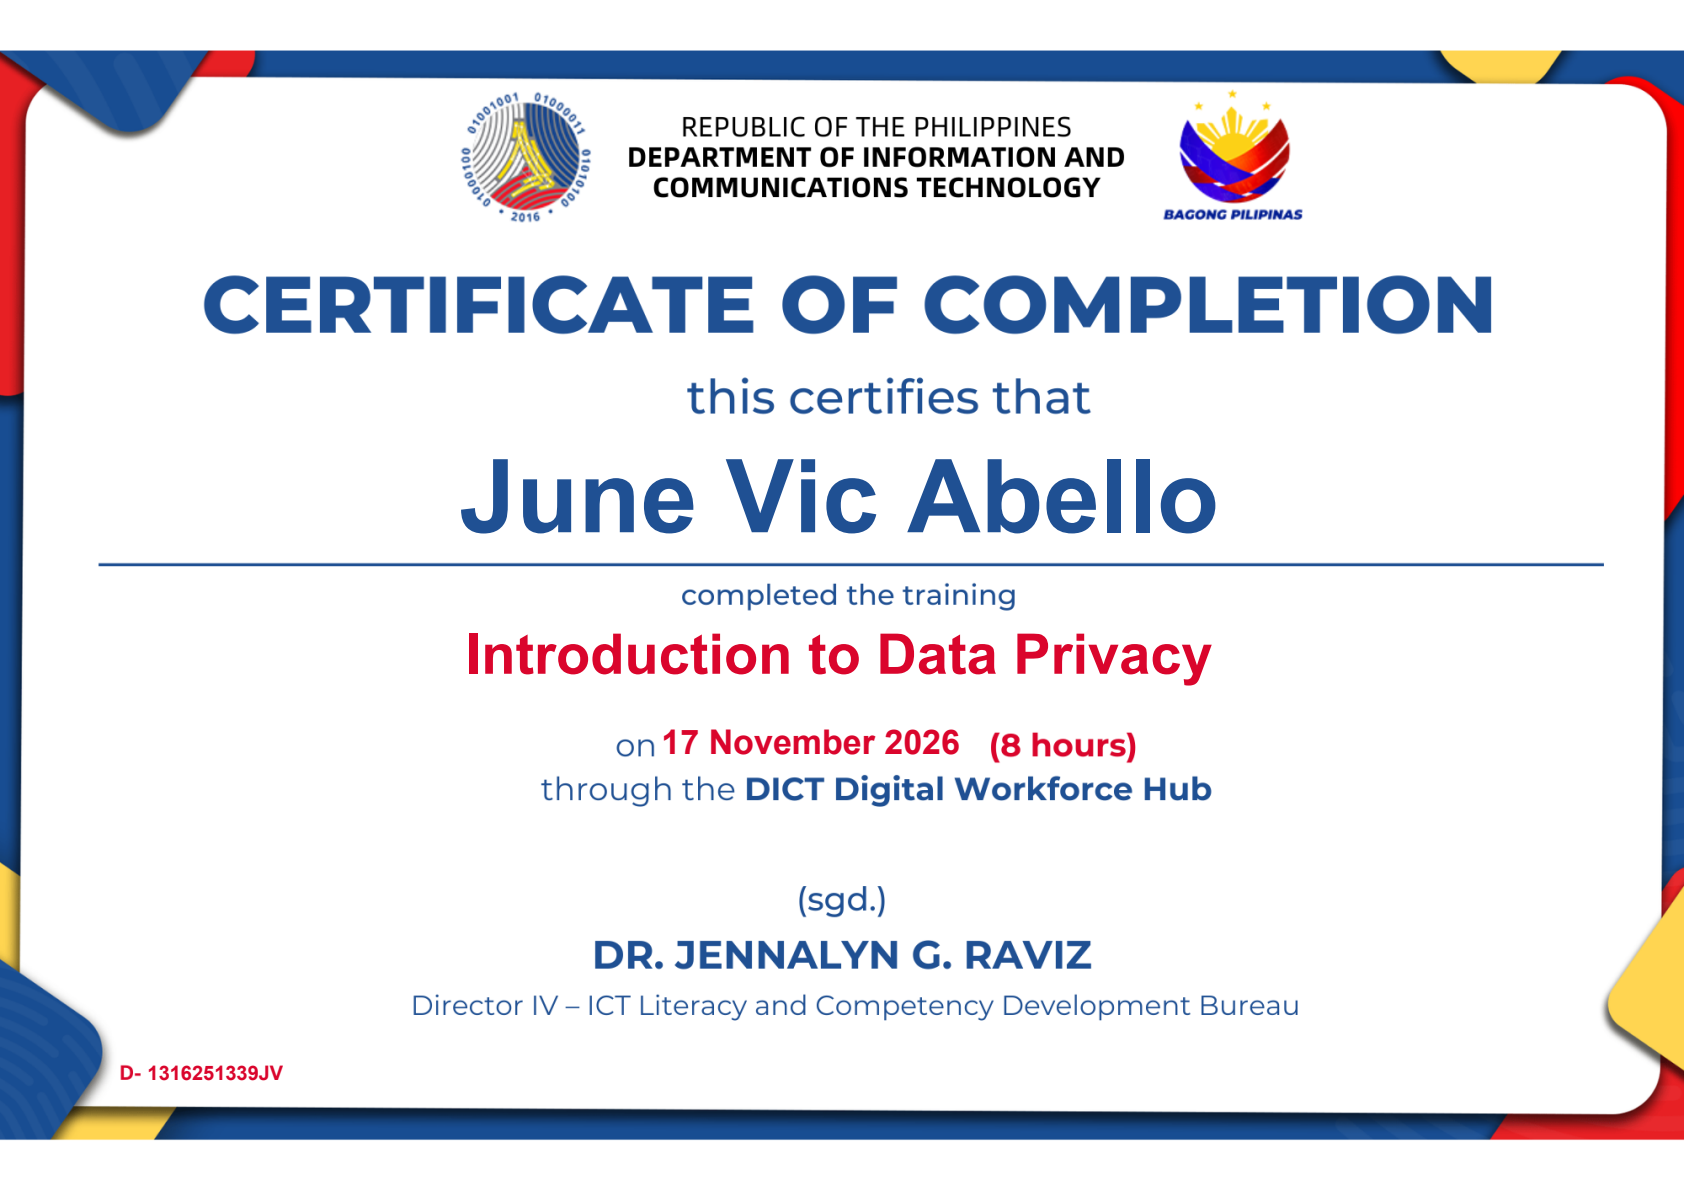 01000100 01001001 01000011 01010100
• 2016 •
REPUBLIC OF THE PHILIPPINES
DEPARTMENT OF INFORMATION AND
COMMUNICATIONS TECHNOLOGY
BAGONG PILIPINAS
CERTIFICATE OF COMPLETION
this certifies that
June Vic Abello
completed the training
Introduction to Data Privacy
on 17 November 2026 (8 hours)
through the DICT Digital Workforce Hub
(sgd.)
DR. JENNALYN G. RAVIZ
Director IV – ICT Literacy and Competency Development Bureau
D- 1316251339JV